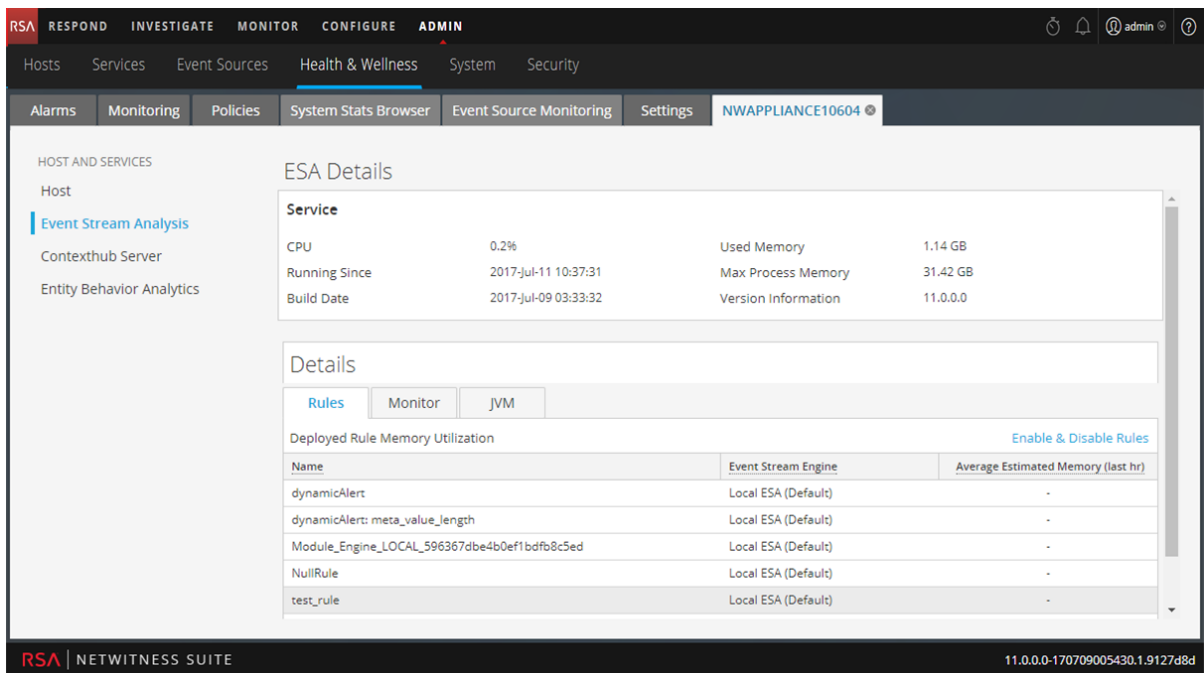 RSA RESPOND INVESTIGATE MONITOR CONFIGURE ADMIN admin
Hosts Services Event Sources Health & Wellness System Security
Alarms Monitoring Policies System Stats Browser Event Source Monitoring Settings NWAPPLIANCE10604
HOST AND SERVICES
Host
Event Stream Analysis
Contexthub Server
Entity Behavior Analytics
ESA Details
Service
CPU 0.2% Used Memory 1.14 GB
Running Since 2017-Jul-11 10:37:31 Max Process Memory 31.42 GB
Build Date 2017-Jul-09 03:33:32 Version Information 11.0.0.0
Details
Rules Monitor JVM
Deployed Rule Memory Utilization Enable & Disable Rules
Name Event Stream Engine Average Estimated Memory (last hr)
dynamicAlert Local ESA (Default) -
dynamicAlert: meta_value_length Local ESA (Default) -
Module_Engine_LOCAL_596367dbe4b0ef1bdfb8c5ed Local ESA (Default) -
NullRule Local ESA (Default) -
test_rule Local ESA (Default) -
RSA NETWITNESS SUITE 11.0.0.0-170709005430.1.9127d8d